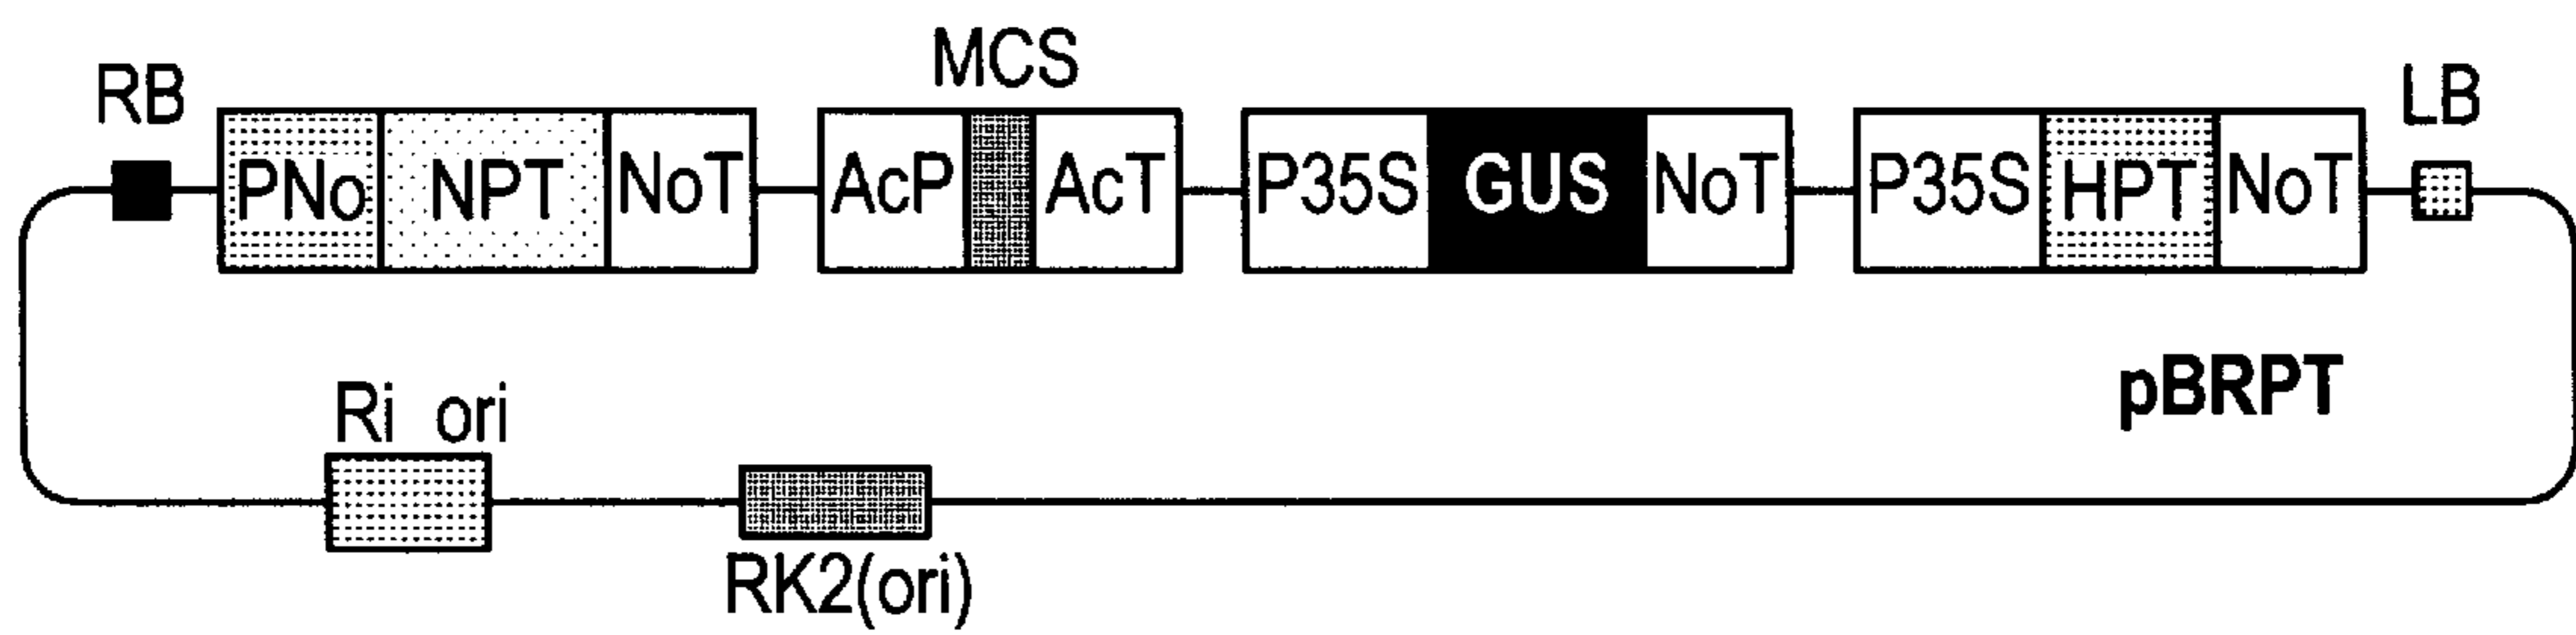 MCS
RB
LB
PNo NPT NoT AcP AcT P35S GUS NoT P35S HPT NoT
pBRPT
Ri ori
RK2(ori)